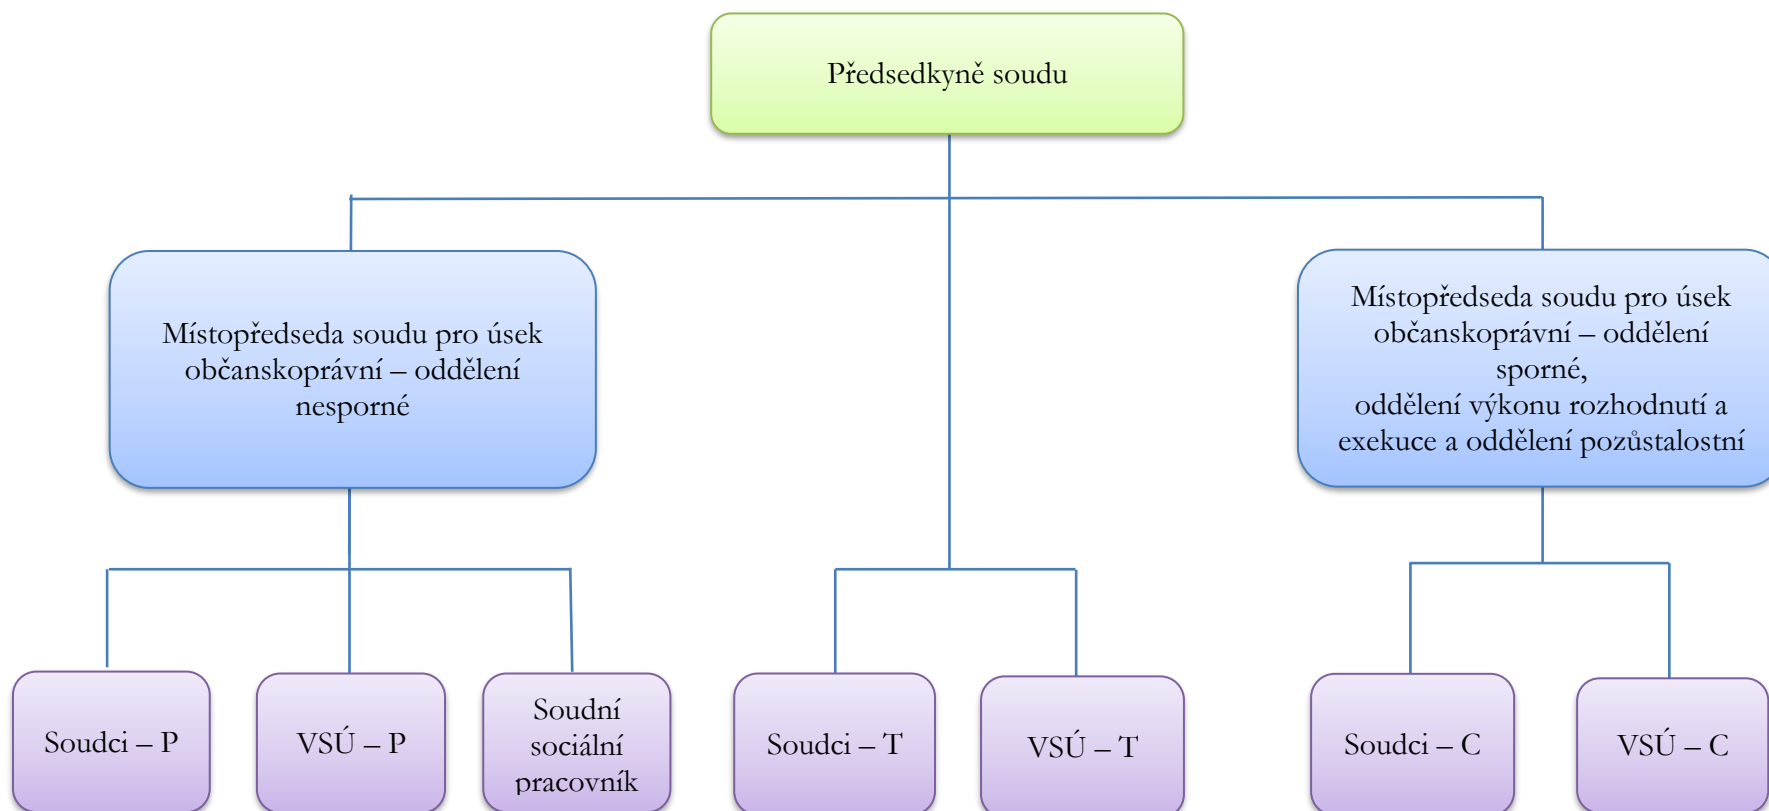 Předsedkyně soudu
Místopředseda soudu pro úsek
občanskoprávní – oddělení
nesporné
Místopředseda soudu pro úsek
občanskoprávní – oddělení
sporné,
oddělení výkonu rozhodnutí a
exekuce a oddělení pozůstalostní
Soudci – P
VSÚ – P
Soudní
sociální
pracovník
Soudci – T
VSÚ – T
Soudci – C
VSÚ – C